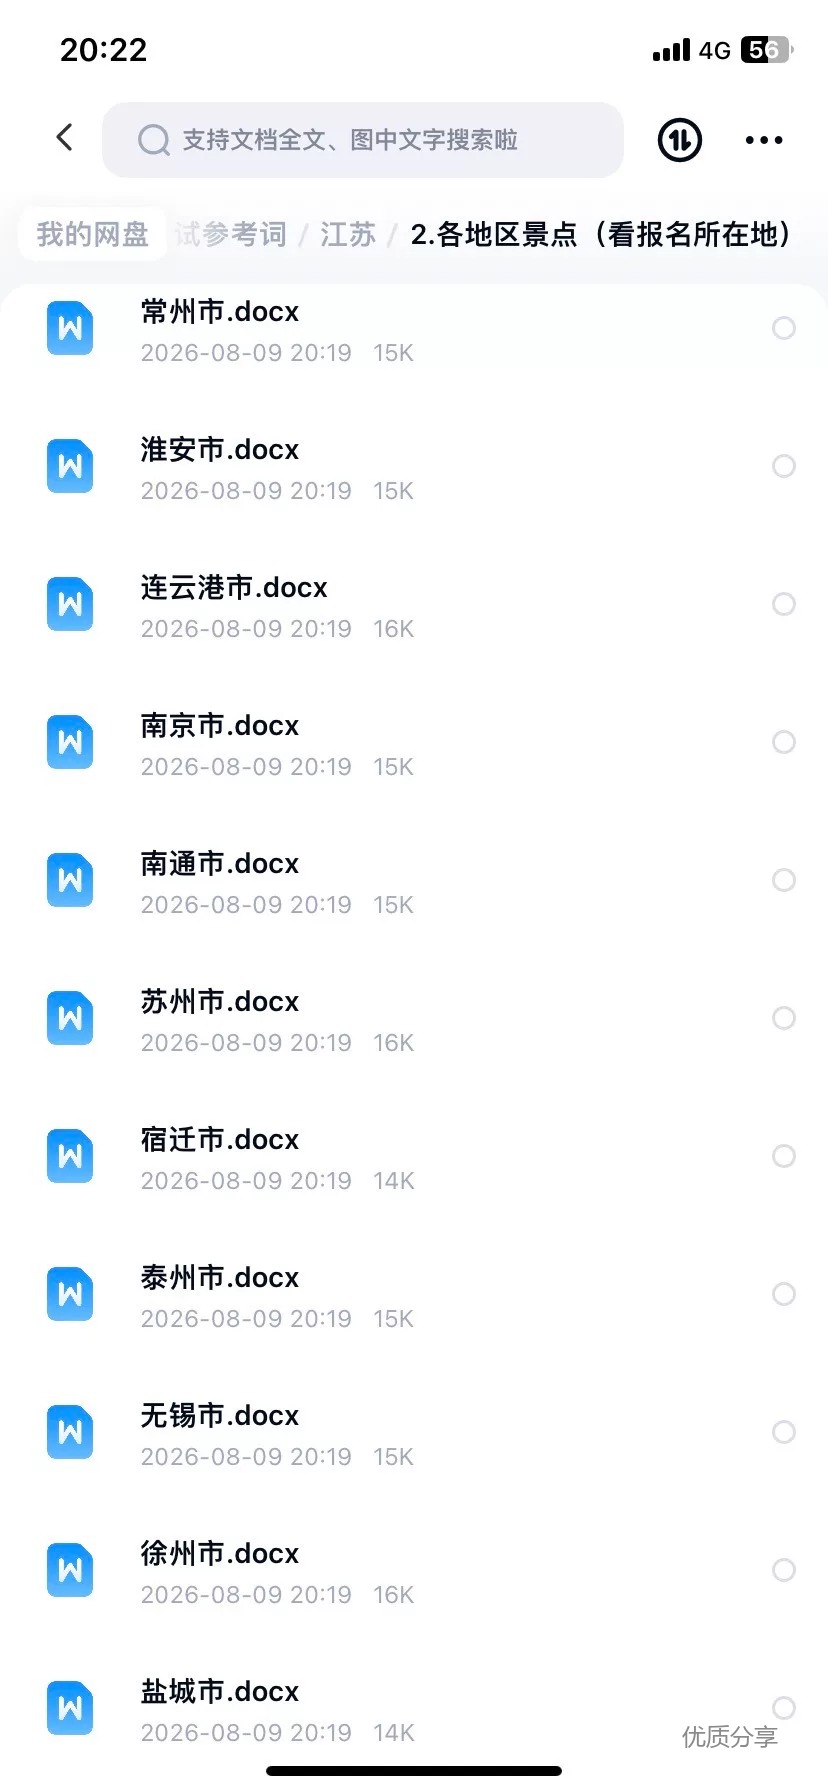 20:22
4G 56
支持文档全文、图中文字搜索啦
我的网盘 试参考词 / 江苏 / 2.各地区景点（看报名所在地）
常州市.docx
2026-08-09 20:19 15K
淮安市.docx
2026-08-09 20:19 15K
连云港市.docx
2026-08-09 20:19 16K
南京市.docx
2026-08-09 20:19 15K
南通市.docx
2026-08-09 20:19 15K
苏州市.docx
2026-08-09 20:19 16K
宿迁市.docx
2026-08-09 20:19 14K
泰州市.docx
2026-08-09 20:19 15K
无锡市.docx
2026-08-09 20:19 15K
徐州市.docx
2026-08-09 20:19 16K
盐城市.docx
2026-08-09 20:19 14K
优质分享